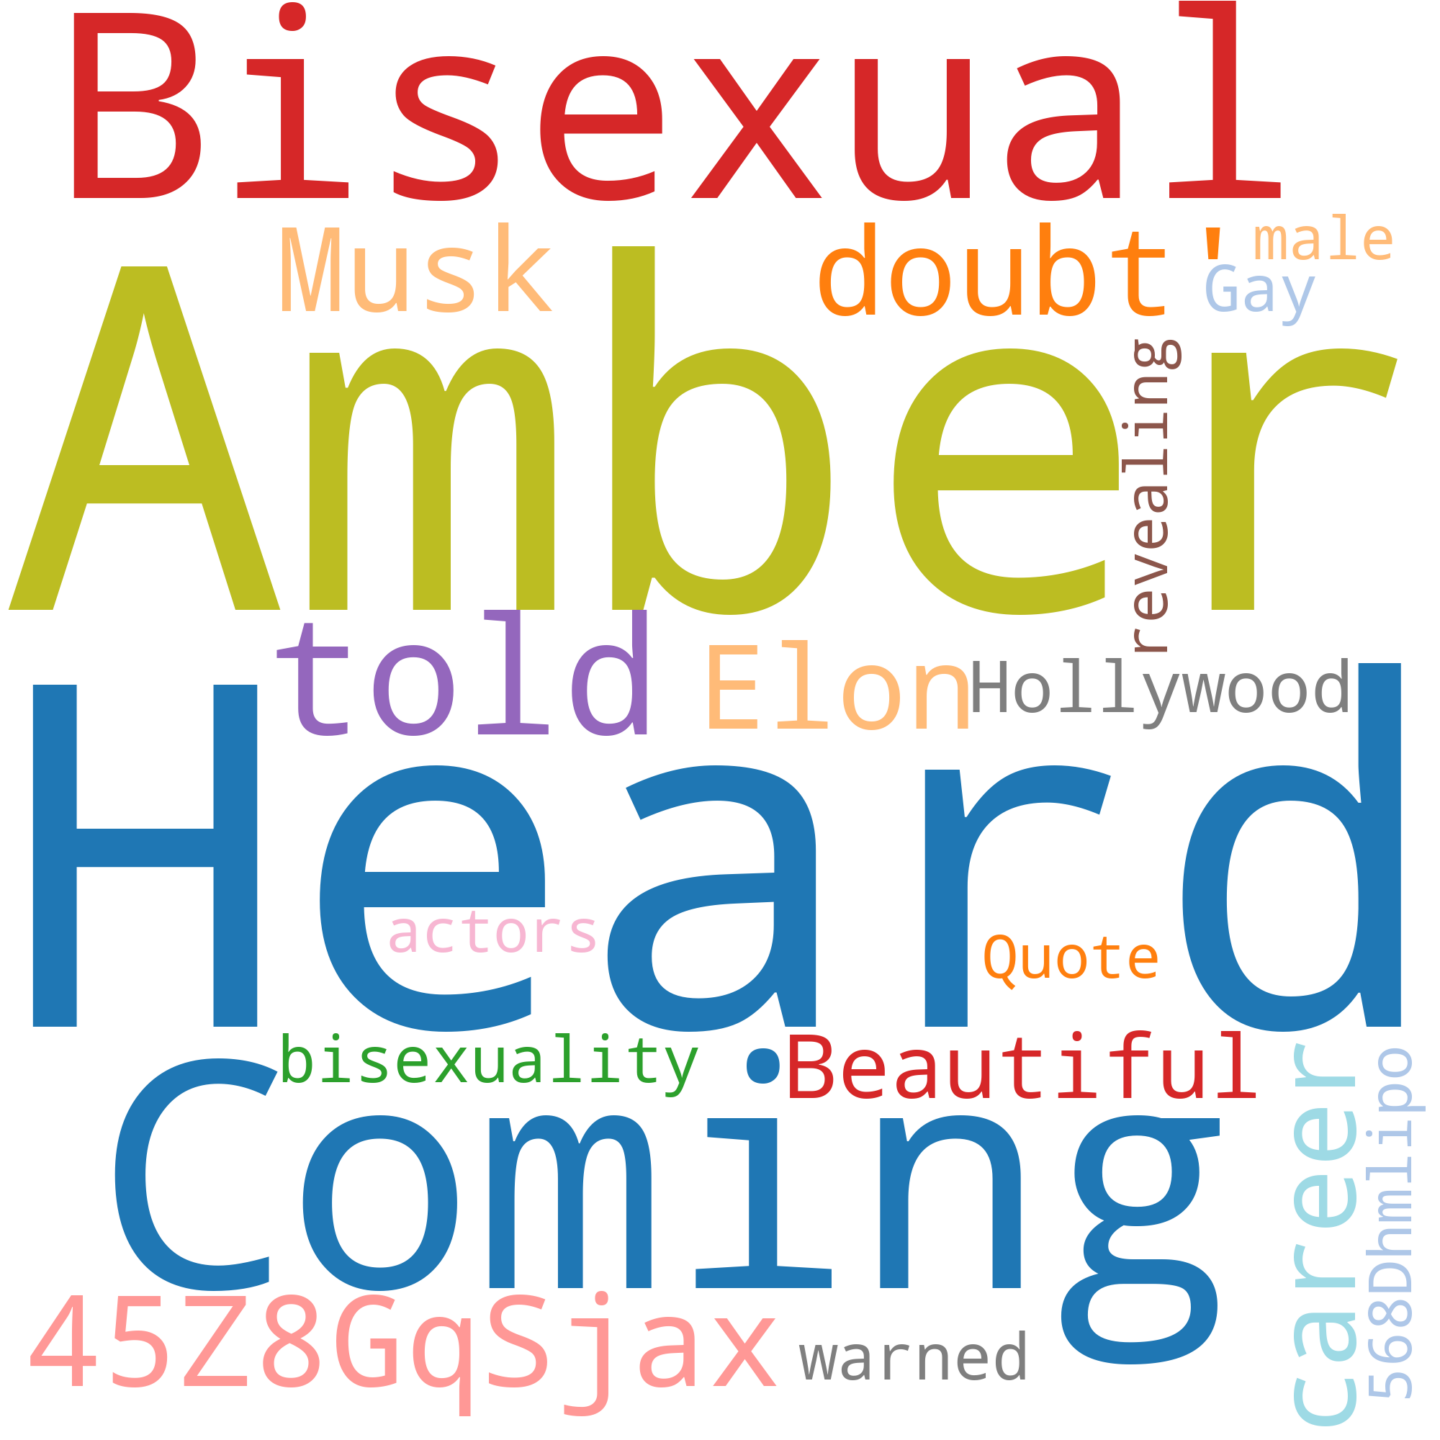 Bisexual
Musk
doubt'
male
Gay
Amber
revealing
told
Elon
Hollywood
Heard
actors
Quote
bisexuality
Beautiful
Coming
career
568Dhmlipo
45Z8GqSjax
warned